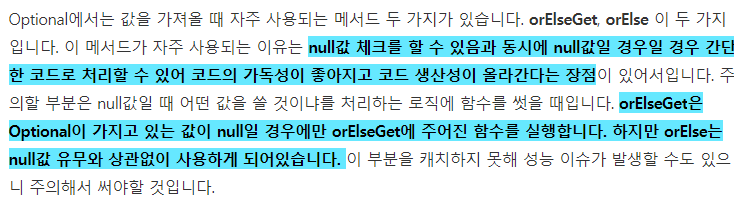 Optional에서는 값을 가져올 때 자주 사용되는 메서드 두 가지가 있습니다. orElseGet, orElse 이 두 가지
입니다. 이 메서드가 자주 사용되는 이유는 null값 체크를 할 수 있음과 동시에 null값일 경우일 경우 간단
한 코드로 처리할 수 있어 코드의 가독성이 좋아지고 코드 생산성이 올라간다는 장점이 있어서입니다. 주
의할 부분은 null값일 때 어떤 값을 쓸 것이냐를 처리하는 로직에 함수를 썻을 때입니다. orElseGet은
Optional이 가지고 있는 값이 null일 경우에만 orElseGet에 주어진 함수를 실행합니다. 하지만 orElse는
null값 유무와 상관없이 사용하게 되어있습니다. 이 부분을 캐치하지 못해 성능 이슈가 발생할 수도 있으
니 주의해서 써야할 것입니다.